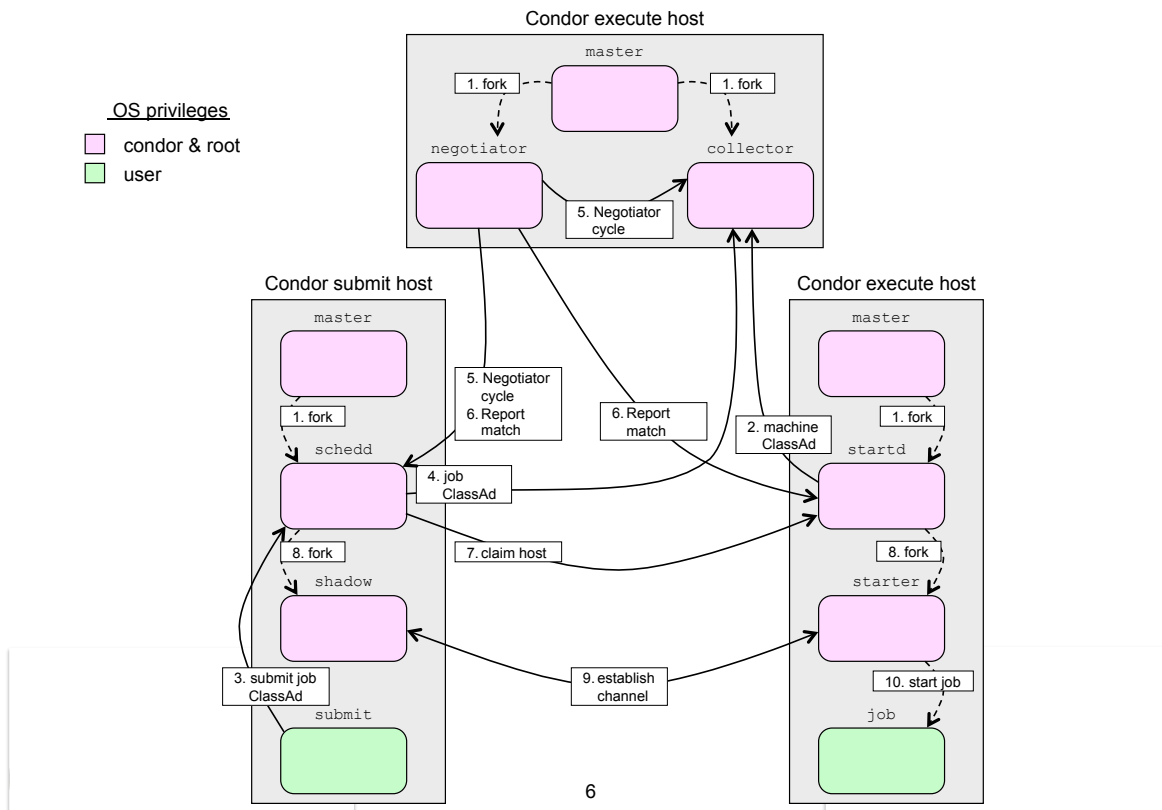 Condor execute host
master
1. fork
1. fork
OS privileges
condor & root
user
negotiator
collector
5. Negotiator
cycle
Condor submit host
Condor execute host
master
master
5. Negotiator
cycle
6. Report
match
6. Report
match
2. machine
ClassAd
1. fork
1. fork
schedd
startd
4. job
ClassAd
7. claim host
8. fork
8. fork
shadow
starter
3. submit job
ClassAd
9. establish
channel
10. start job
submit
job
6